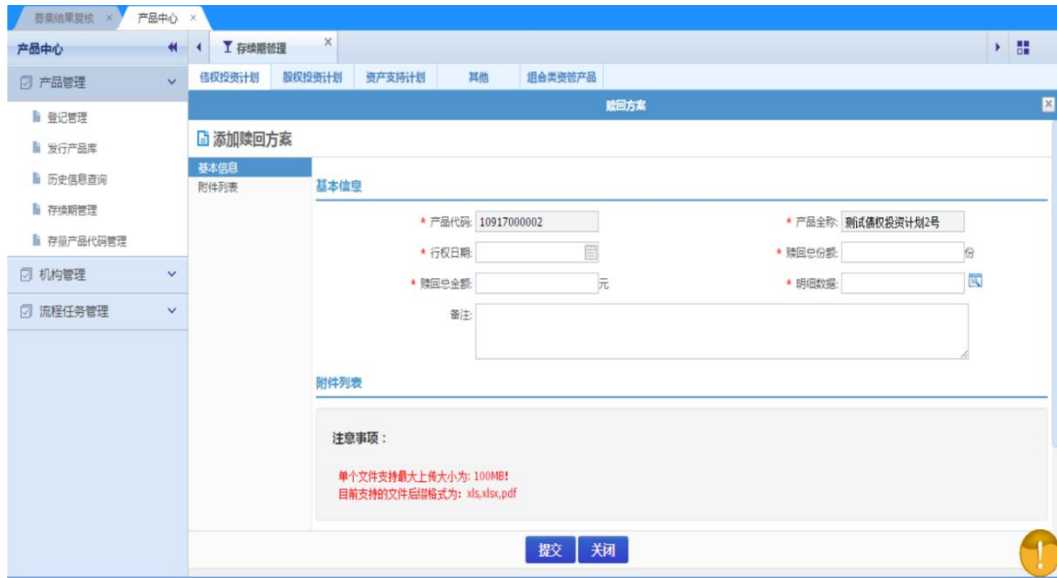 募集结果复核 × 产品中心 ×
产品中心
存续期管理 ×
产品管理
登记管理
发行产品库
历史信息查询
存续期管理
存量产品代码管理
机构管理
流程任务管理
债权投资计划 股权投资计划 资产支持计划 其他 组合类资管产品
赎回方案
添加赎回方案
基本信息
附件列表
基本信息
* 产品代码: 10917000002 * 产品全称: 测试债权投资计划2号
* 行权日期: * 赎回总份额: 份
* 赎回总金额: 元 * 明细数据:
备注:
附件列表
注意事项：
单个文件支持最大上传大小为: 100MB!
目前支持的文件后缀格式为: xls,xlsx,pdf
提交 关闭